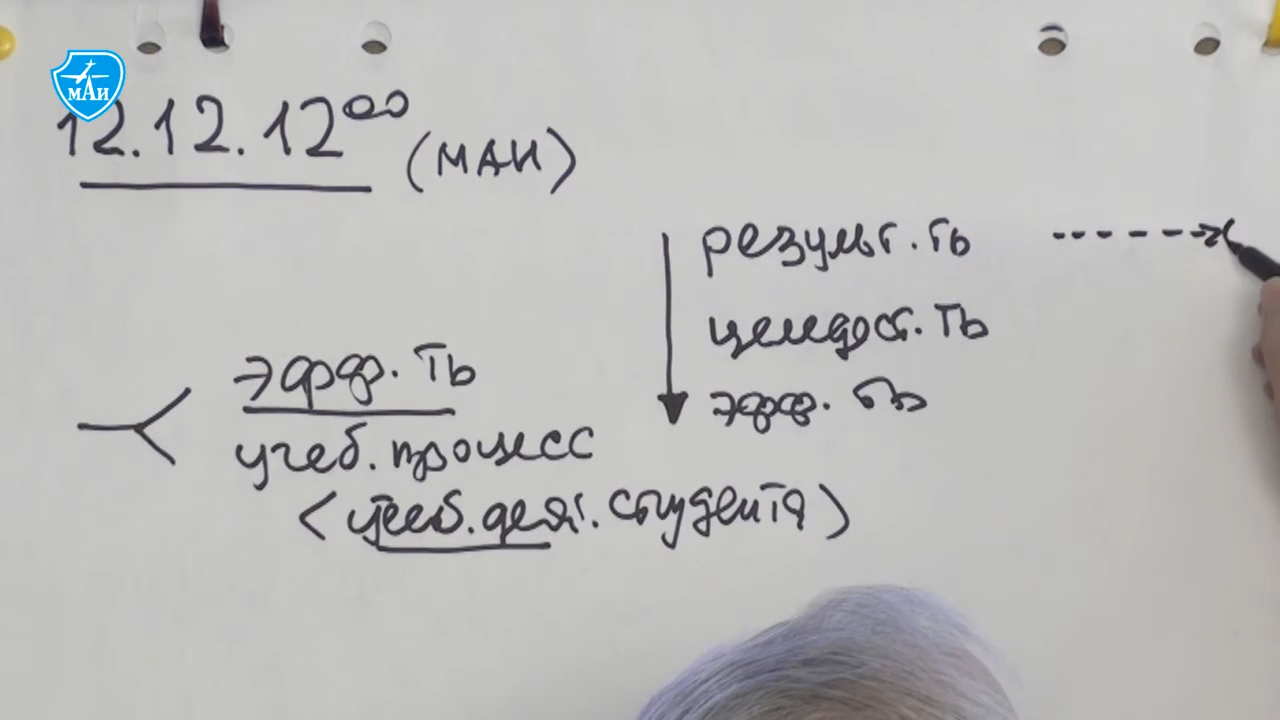 МАИ
12.12.12⁰⁰ (МАИ)
результ.ть
целедост.ть
эфф.ть
эфф.ть
учеб.процесс
(учеб.деят.студента)